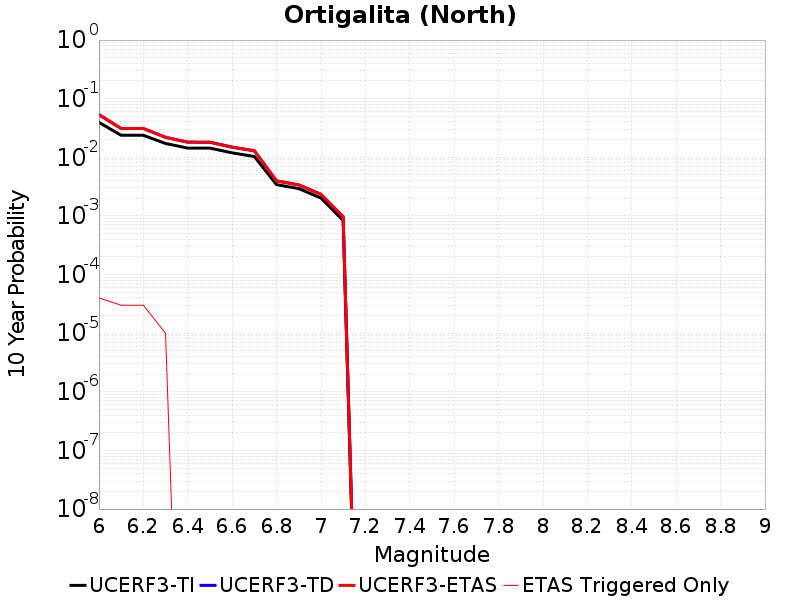 Ortigalita (North)
10^0
10^-1
10^-2
10^-3
10^-4
10^-5
10^-6
10^-7
10^-8
10 Year Probability
6 6.2 6.4 6.6 6.8 7 7.2 7.4 7.6 7.8 8 8.2 8.4 8.6 8.8 9
Magnitude
UCERF3-TI UCERF3-TD UCERF3-ETAS ETAS Triggered Only